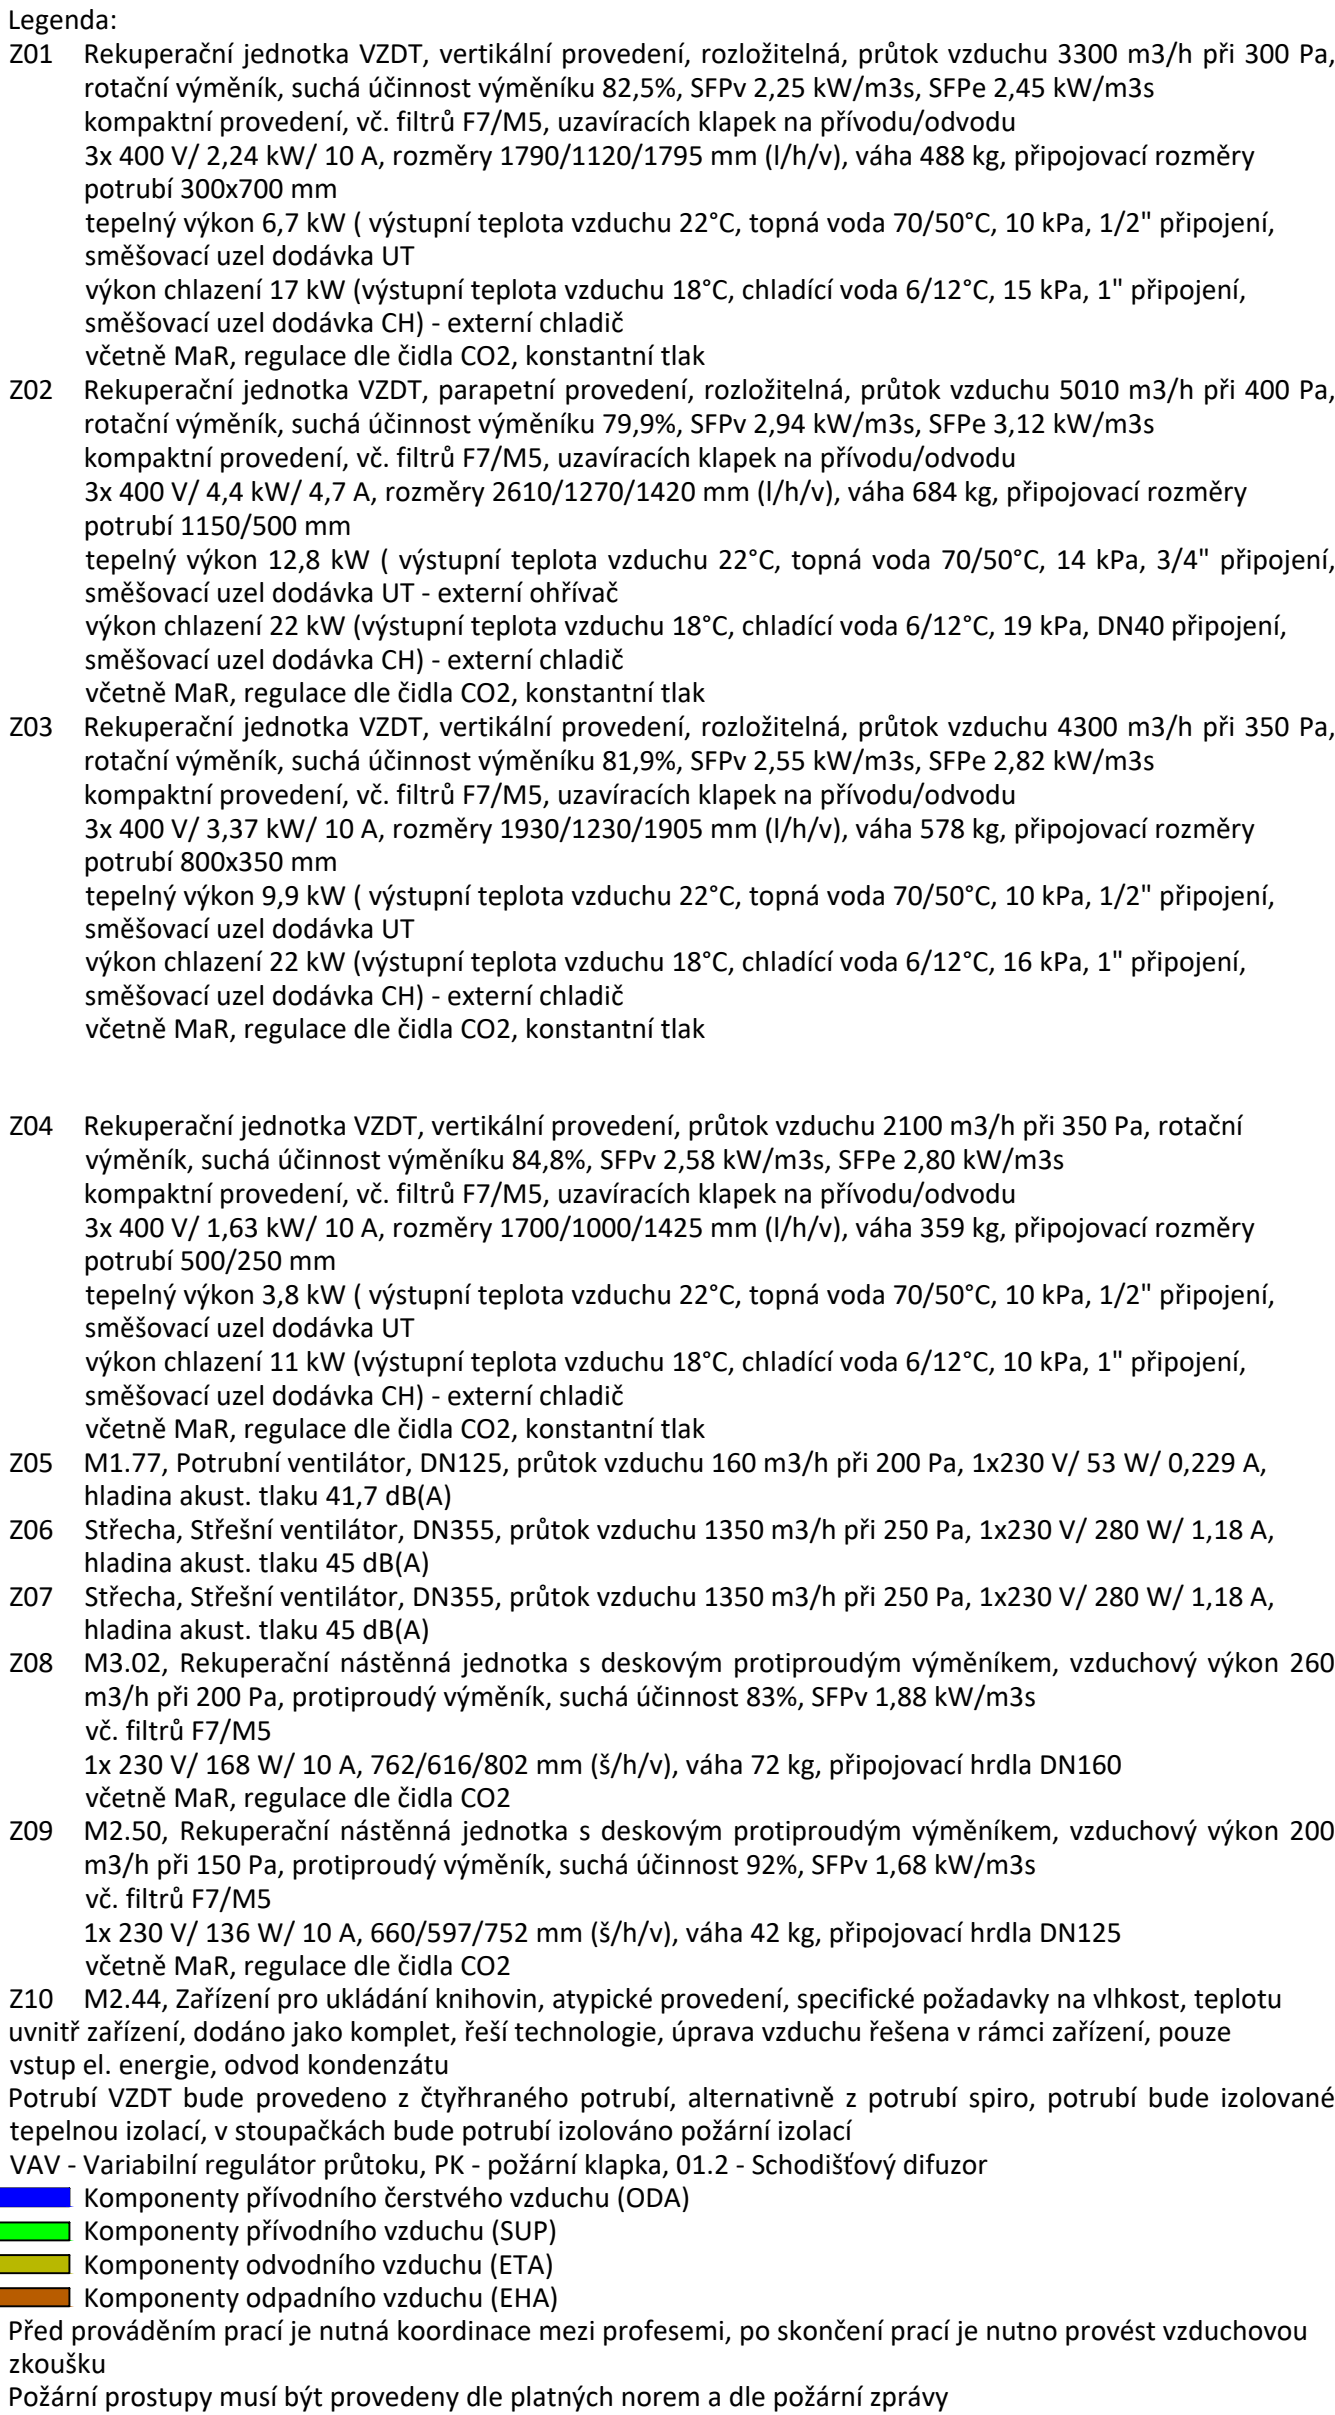 Legenda:
Z01 Rekuperační jednotka VZDT, vertikální provedení, rozložitelná, průtok vzduchu 3300 m3/h při 300 Pa,
rotační výměník, suchá účinnost výměníku 82,5%, SFPv 2,25 kW/m3s, SFPe 2,45 kW/m3s
kompaktní provedení, vč. filtrů F7/M5, uzavíracích klapek na přívodu/odvodu
3x 400 V/ 2,24 kW/ 10 A, rozměry 1790/1120/1795 mm (l/h/v), váha 488 kg, připojovací rozměry
potrubí 300x700 mm
tepelný výkon 6,7 kW ( výstupní teplota vzduchu 22°C, topná voda 70/50°C, 10 kPa, 1/2" připojení,
směšovací uzel dodávka UT
výkon chlazení 17 kW (výstupní teplota vzduchu 18°C, chladící voda 6/12°C, 15 kPa, 1" připojení,
směšovací uzel dodávka CH) - externí chladič
včetně MaR, regulace dle čidla CO2, konstantní tlak
Z02 Rekuperační jednotka VZDT, parapetní provedení, rozložitelná, průtok vzduchu 5010 m3/h při 400 Pa,
rotační výměník, suchá účinnost výměníku 79,9%, SFPv 2,94 kW/m3s, SFPe 3,12 kW/m3s
kompaktní provedení, vč. filtrů F7/M5, uzavíracích klapek na přívodu/odvodu
3x 400 V/ 4,4 kW/ 4,7 A, rozměry 2610/1270/1420 mm (l/h/v), váha 684 kg, připojovací rozměry
potrubí 1150/500 mm
tepelný výkon 12,8 kW ( výstupní teplota vzduchu 22°C, topná voda 70/50°C, 14 kPa, 3/4" připojení,
směšovací uzel dodávka UT - externí ohřívač
výkon chlazení 22 kW (výstupní teplota vzduchu 18°C, chladící voda 6/12°C, 19 kPa, DN40 připojení,
směšovací uzel dodávka CH) - externí chladič
včetně MaR, regulace dle čidla CO2, konstantní tlak
Z03 Rekuperační jednotka VZDT, vertikální provedení, rozložitelná, průtok vzduchu 4300 m3/h při 350 Pa,
rotační výměník, suchá účinnost výměníku 81,9%, SFPv 2,55 kW/m3s, SFPe 2,82 kW/m3s
kompaktní provedení, vč. filtrů F7/M5, uzavíracích klapek na přívodu/odvodu
3x 400 V/ 3,37 kW/ 10 A, rozměry 1930/1230/1905 mm (l/h/v), váha 578 kg, připojovací rozměry
potrubí 800x350 mm
tepelný výkon 9,9 kW ( výstupní teplota vzduchu 22°C, topná voda 70/50°C, 10 kPa, 1/2" připojení,
směšovací uzel dodávka UT
výkon chlazení 22 kW (výstupní teplota vzduchu 18°C, chladící voda 6/12°C, 16 kPa, 1" připojení,
směšovací uzel dodávka CH) - externí chladič
včetně MaR, regulace dle čidla CO2, konstantní tlak
Z04 Rekuperační jednotka VZDT, vertikální provedení, průtok vzduchu 2100 m3/h při 350 Pa, rotační
výměník, suchá účinnost výměníku 84,8%, SFPv 2,58 kW/m3s, SFPe 2,80 kW/m3s
kompaktní provedení, vč. filtrů F7/M5, uzavíracích klapek na přívodu/odvodu
3x 400 V/ 1,63 kW/ 10 A, rozměry 1700/1000/1425 mm (l/h/v), váha 359 kg, připojovací rozměry
potrubí 500/250 mm
tepelný výkon 3,8 kW ( výstupní teplota vzduchu 22°C, topná voda 70/50°C, 10 kPa, 1/2" připojení,
směšovací uzel dodávka UT
výkon chlazení 11 kW (výstupní teplota vzduchu 18°C, chladící voda 6/12°C, 10 kPa, 1" připojení,
směšovací uzel dodávka CH) - externí chladič
včetně MaR, regulace dle čidla CO2, konstantní tlak
Z05 M1.77, Potrubní ventilátor, DN125, průtok vzduchu 160 m3/h při 200 Pa, 1x230 V/ 53 W/ 0,229 A,
hladina akust. tlaku 41,7 dB(A)
Z06 Střecha, Střešní ventilátor, DN355, průtok vzduchu 1350 m3/h při 250 Pa, 1x230 V/ 280 W/ 1,18 A,
hladina akust. tlaku 45 dB(A)
Z07 Střecha, Střešní ventilátor, DN355, průtok vzduchu 1350 m3/h při 250 Pa, 1x230 V/ 280 W/ 1,18 A,
hladina akust. tlaku 45 dB(A)
Z08 M3.02, Rekuperační nástěnná jednotka s deskovým protiproudým výměníkem, vzduchový výkon 260
m3/h při 200 Pa, protiproudý výměník, suchá účinnost 83%, SFPv 1,88 kW/m3s
vč. filtrů F7/M5
1x 230 V/ 168 W/ 10 A, 762/616/802 mm (š/h/v), váha 72 kg, připojovací hrdla DN160
včetně MaR, regulace dle čidla CO2
Z09 M2.50, Rekuperační nástěnná jednotka s deskovým protiproudým výměníkem, vzduchový výkon 200
m3/h při 150 Pa, protiproudý výměník, suchá účinnost 92%, SFPv 1,68 kW/m3s
vč. filtrů F7/M5
1x 230 V/ 136 W/ 10 A, 660/597/752 mm (š/h/v), váha 42 kg, připojovací hrdla DN125
včetně MaR, regulace dle čidla CO2
Z10 M2.44, Zařízení pro ukládání knihovin, atypické provedení, specifické požadavky na vlhkost, teplotu
uvnitř zařízení, dodáno jako komplet, řeší technologie, úprava vzduchu řešena v rámci zařízení, pouze
vstup el. energie, odvod kondenzátu
Potrubí VZDT bude provedeno z čtyřhraného potrubí, alternativně z potrubí spiro, potrubí bude izolované
tepelnou izolací, v stoupačkách bude potrubí izolováno požární izolací
VAV - Variabilní regulátor průtoku, PK - požární klapka, 01.2 - Schodišťový difuzor
Komponenty přívodního čerstvého vzduchu (ODA)
Komponenty přívodního vzduchu (SUP)
Komponenty odvodního vzduchu (ETA)
Komponenty odpadního vzduchu (EHA)
Před prováděním prací je nutná koordinace mezi profesemi, po skončení prací je nutno provést vzduchovou
zkoušku
Požární prostupy musí být provedeny dle platných norem a dle požární zprávy